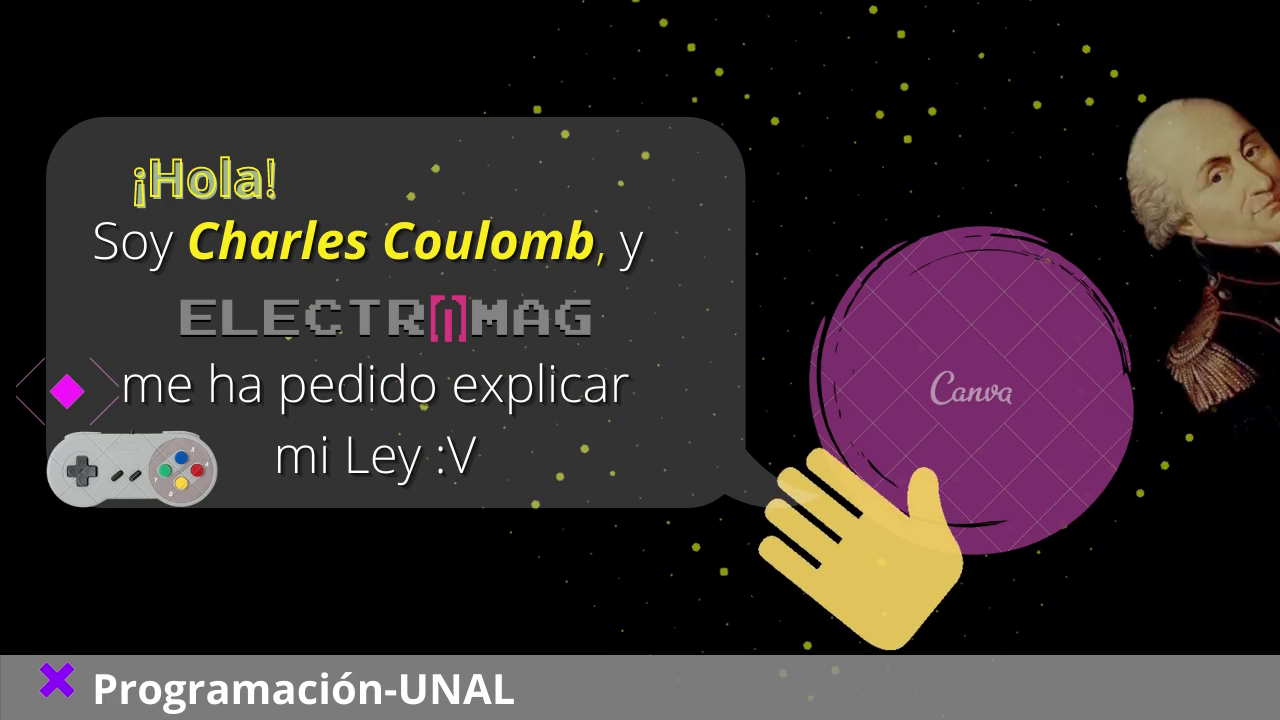 ¡Hola!
Soy Charles Coulomb, y
ELECTR[]MAG
me ha pedido explicar
mi Ley :V
Canva
Programación-UNAL